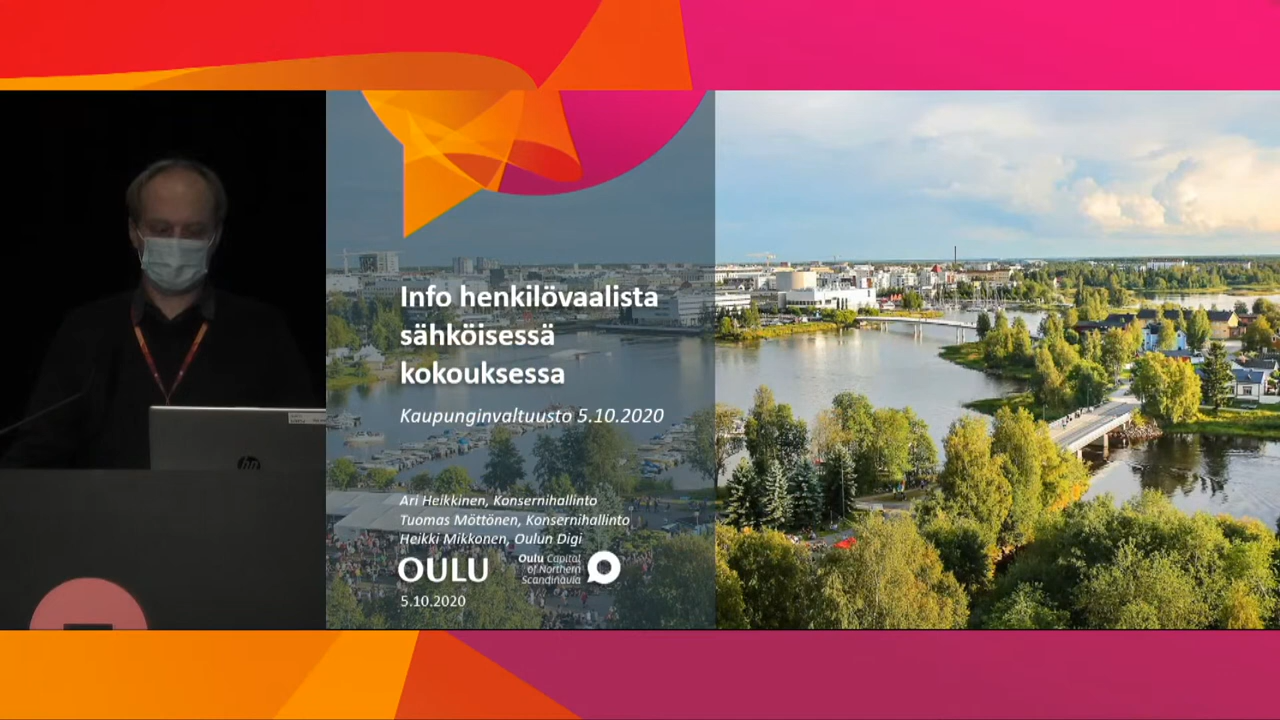 Info henkilövaalista
sähköisessä
kokouksessa
Kaupunginvaltuusto 5.10.2020
Ari Heikkinen, Konsernihallinto
Tuomas Möttönen, Konsernihallinto
Heikki Mikkonen, Oulun Digi
OULU
Oulu Capital
of Northern
Scandinavia
5.10.2020
hp